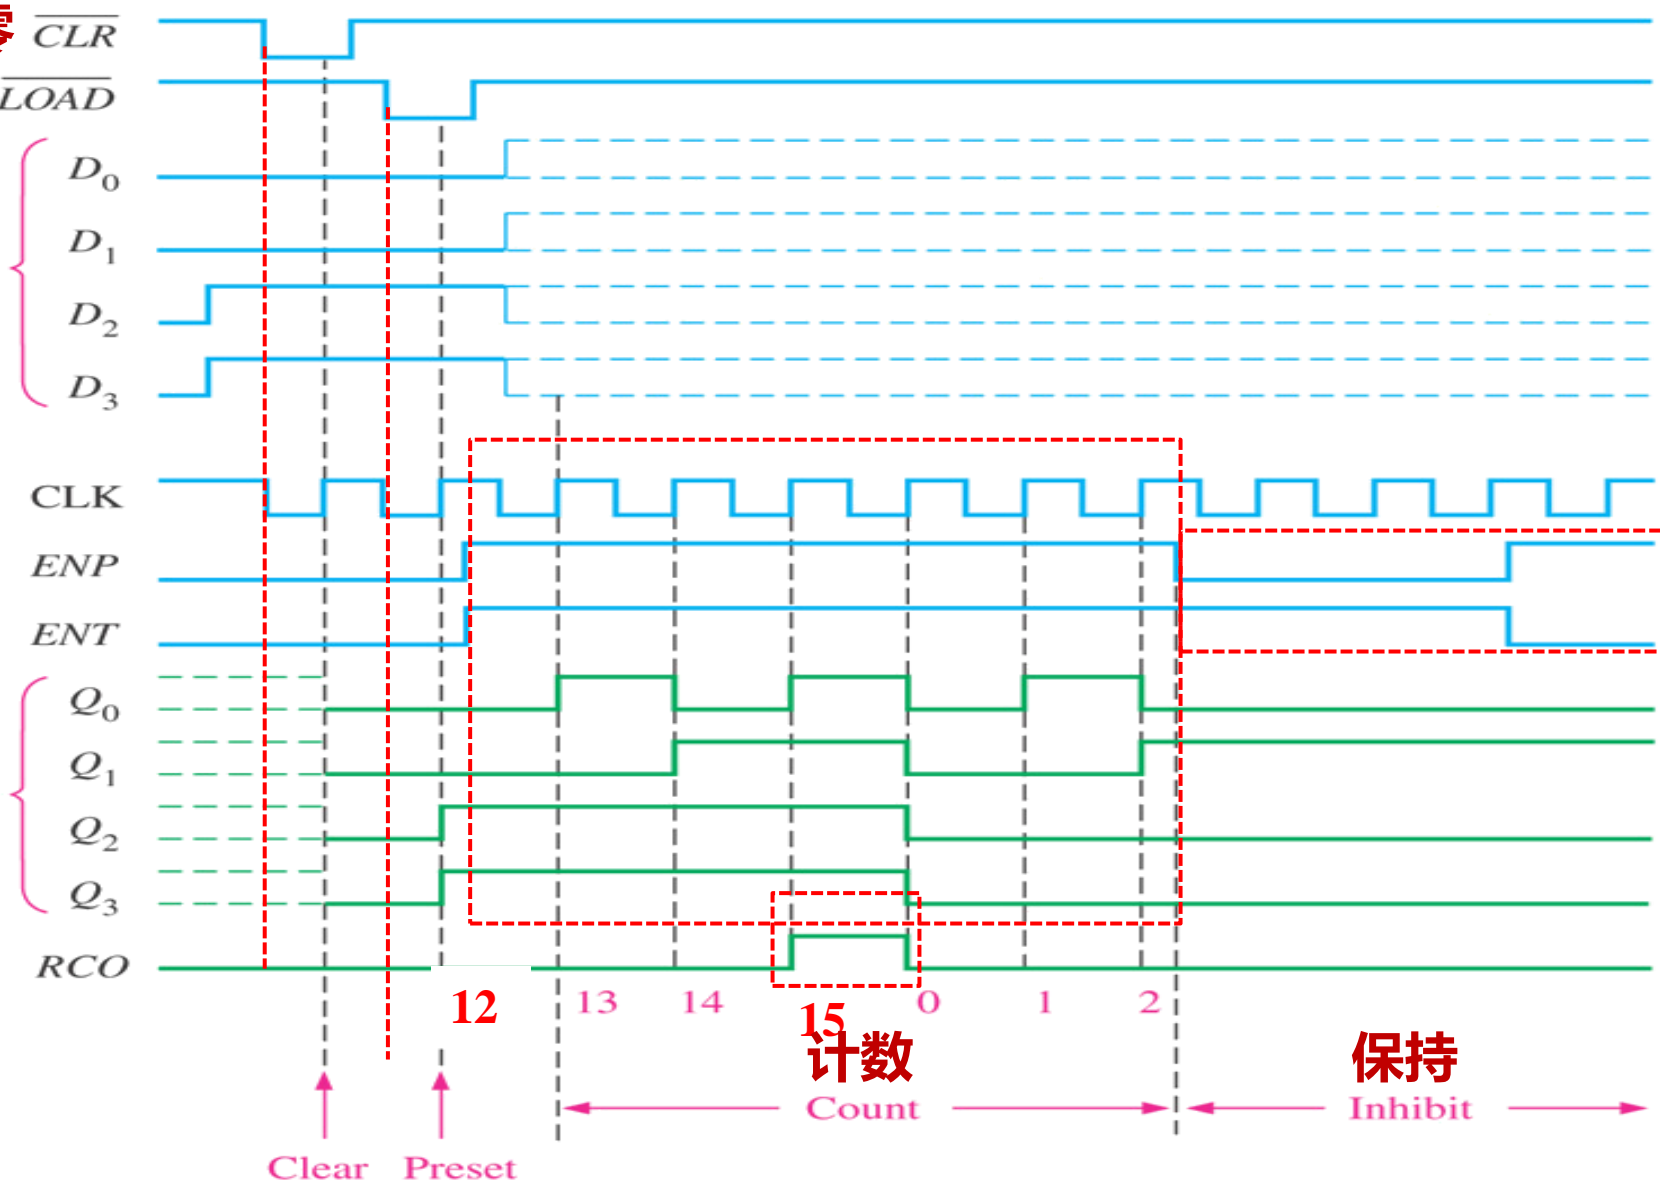 零
CLR
LOAD
D0
D1
D2
D3
CLK
ENP
ENT
Q0
Q1
Q2
Q3
RCO
12 13 14 15 0 1 2
计数 保持
Count Inhibit
Clear Preset